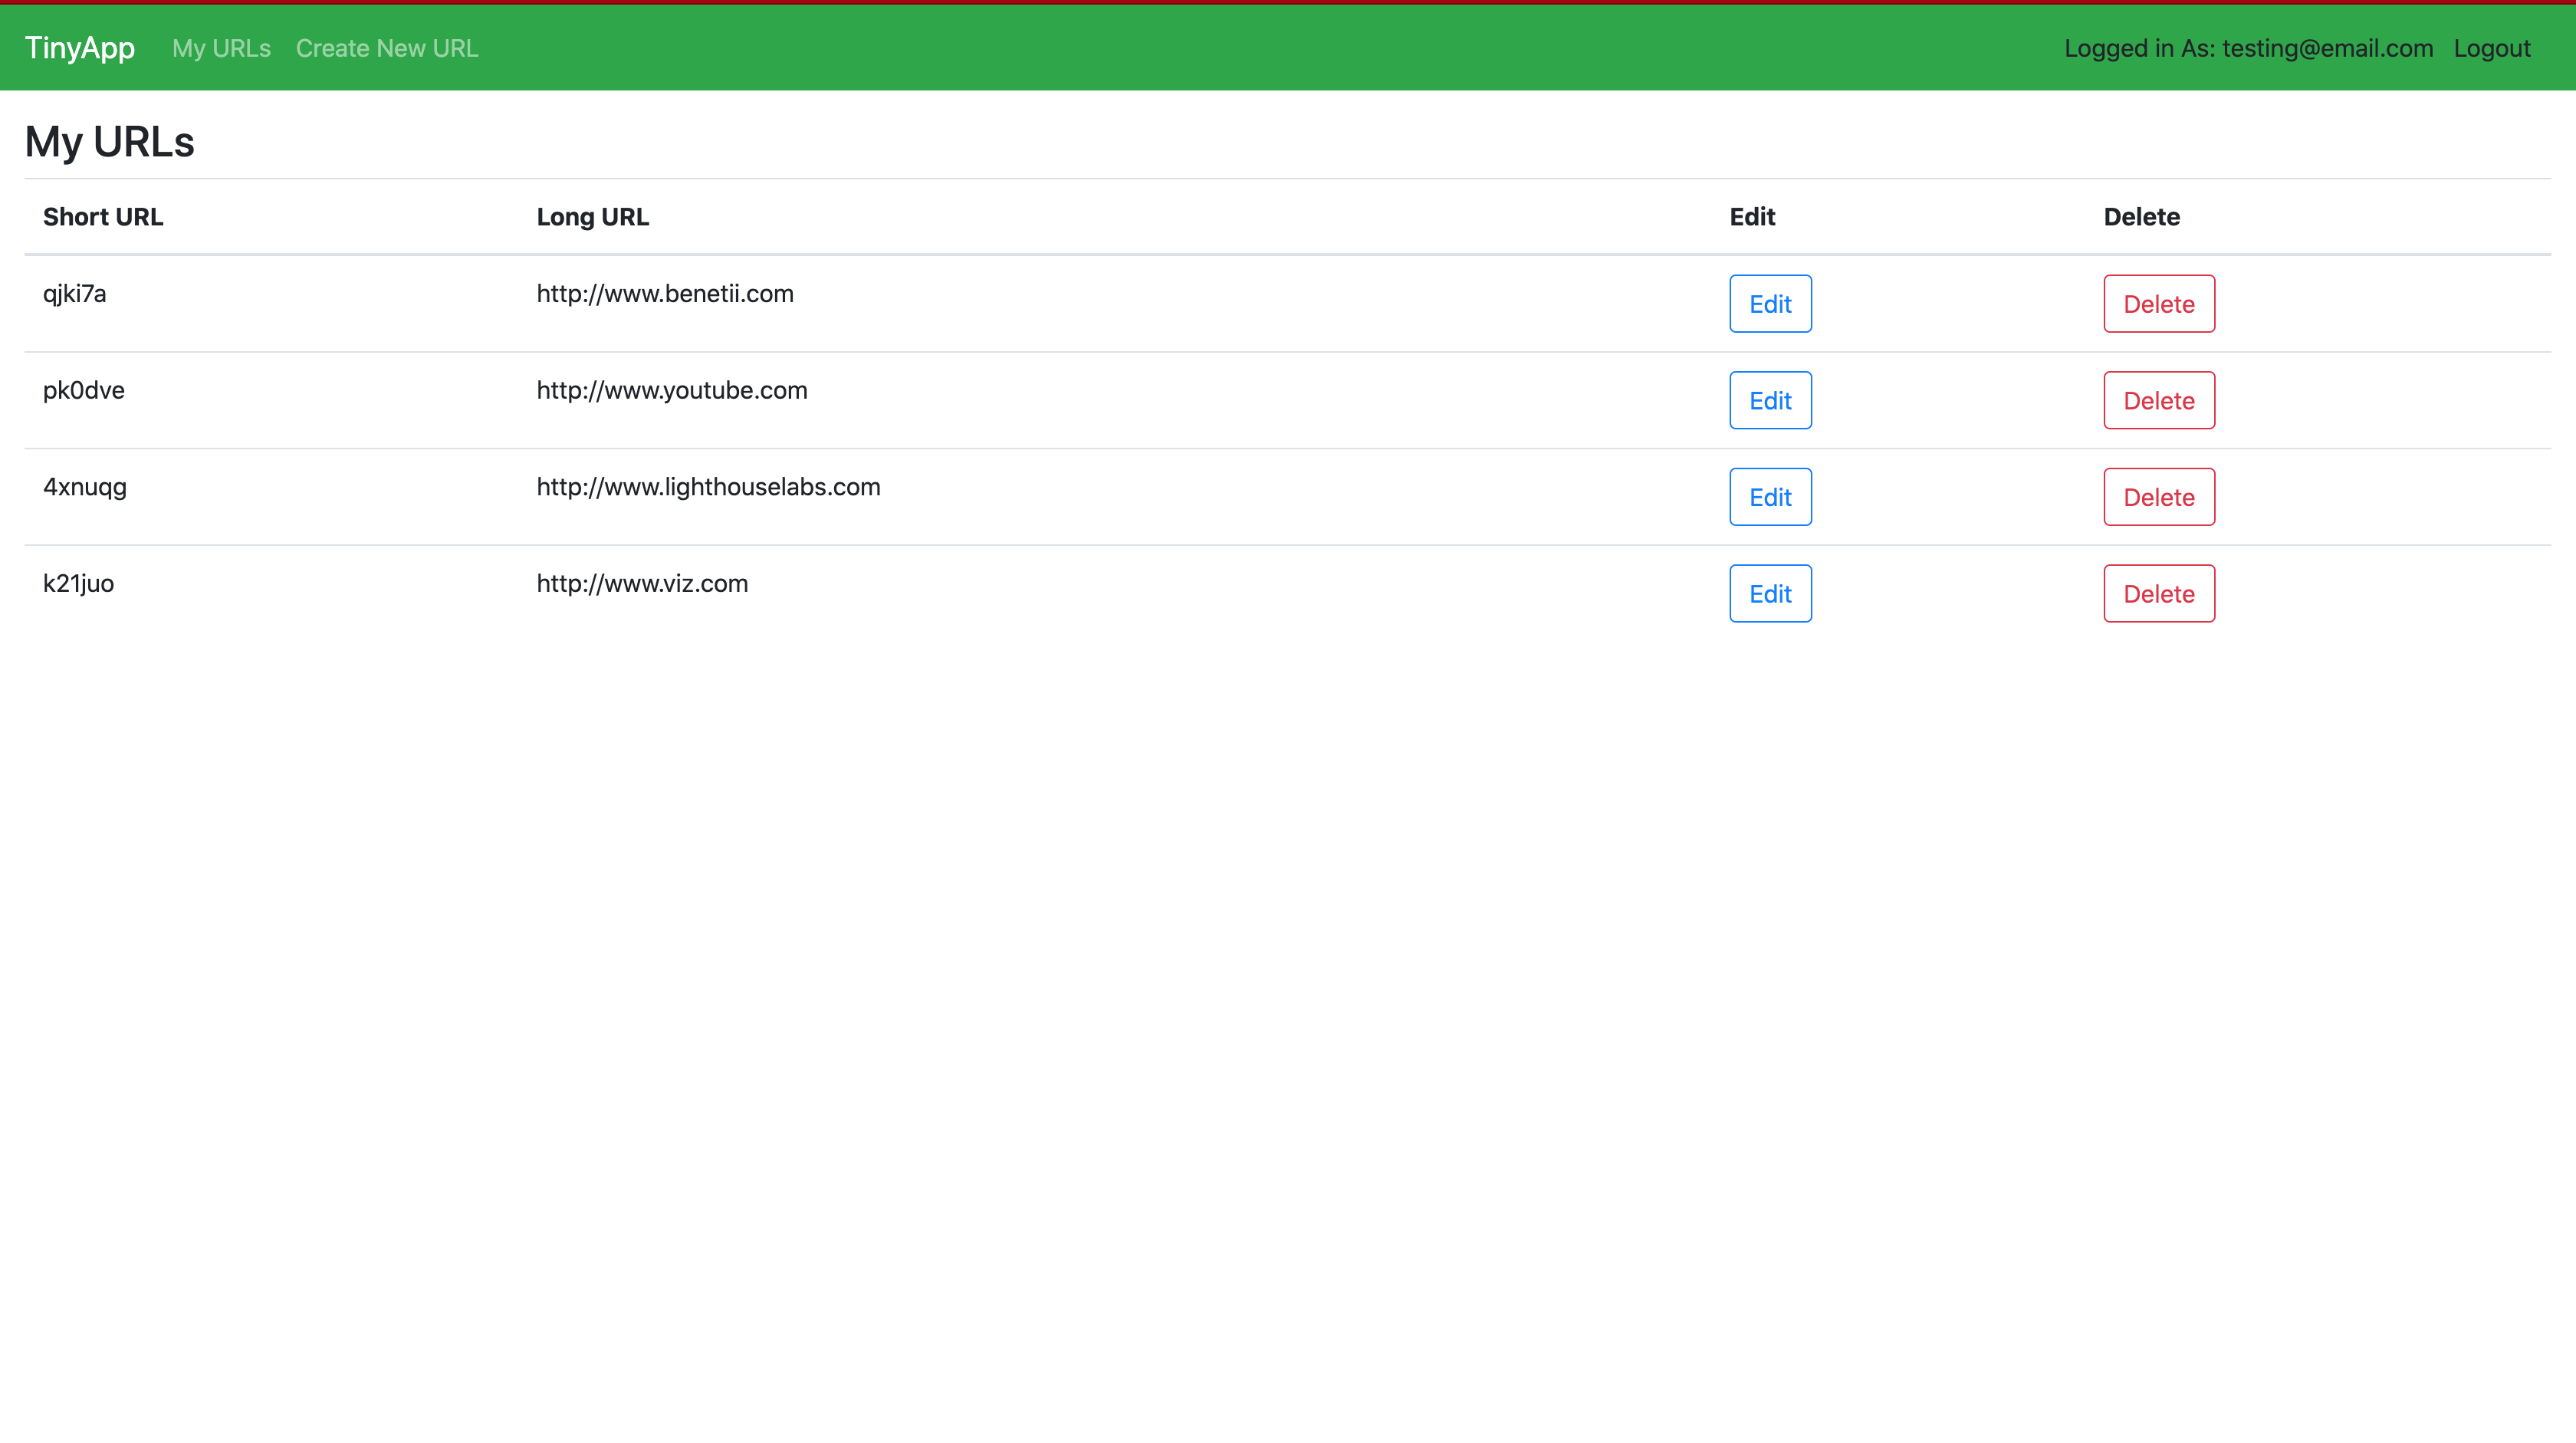 TinyApp My URLs Create New URL Logged in As: testing@email.com Logout
My URLs
Short URL Long URL Edit Delete
qjki7a http://www.benetii.com Edit Delete
pk0dve http://www.youtube.com Edit Delete
4xnuqg http://www.lighthouselabs.com Edit Delete
k21juo http://www.viz.com Edit Delete